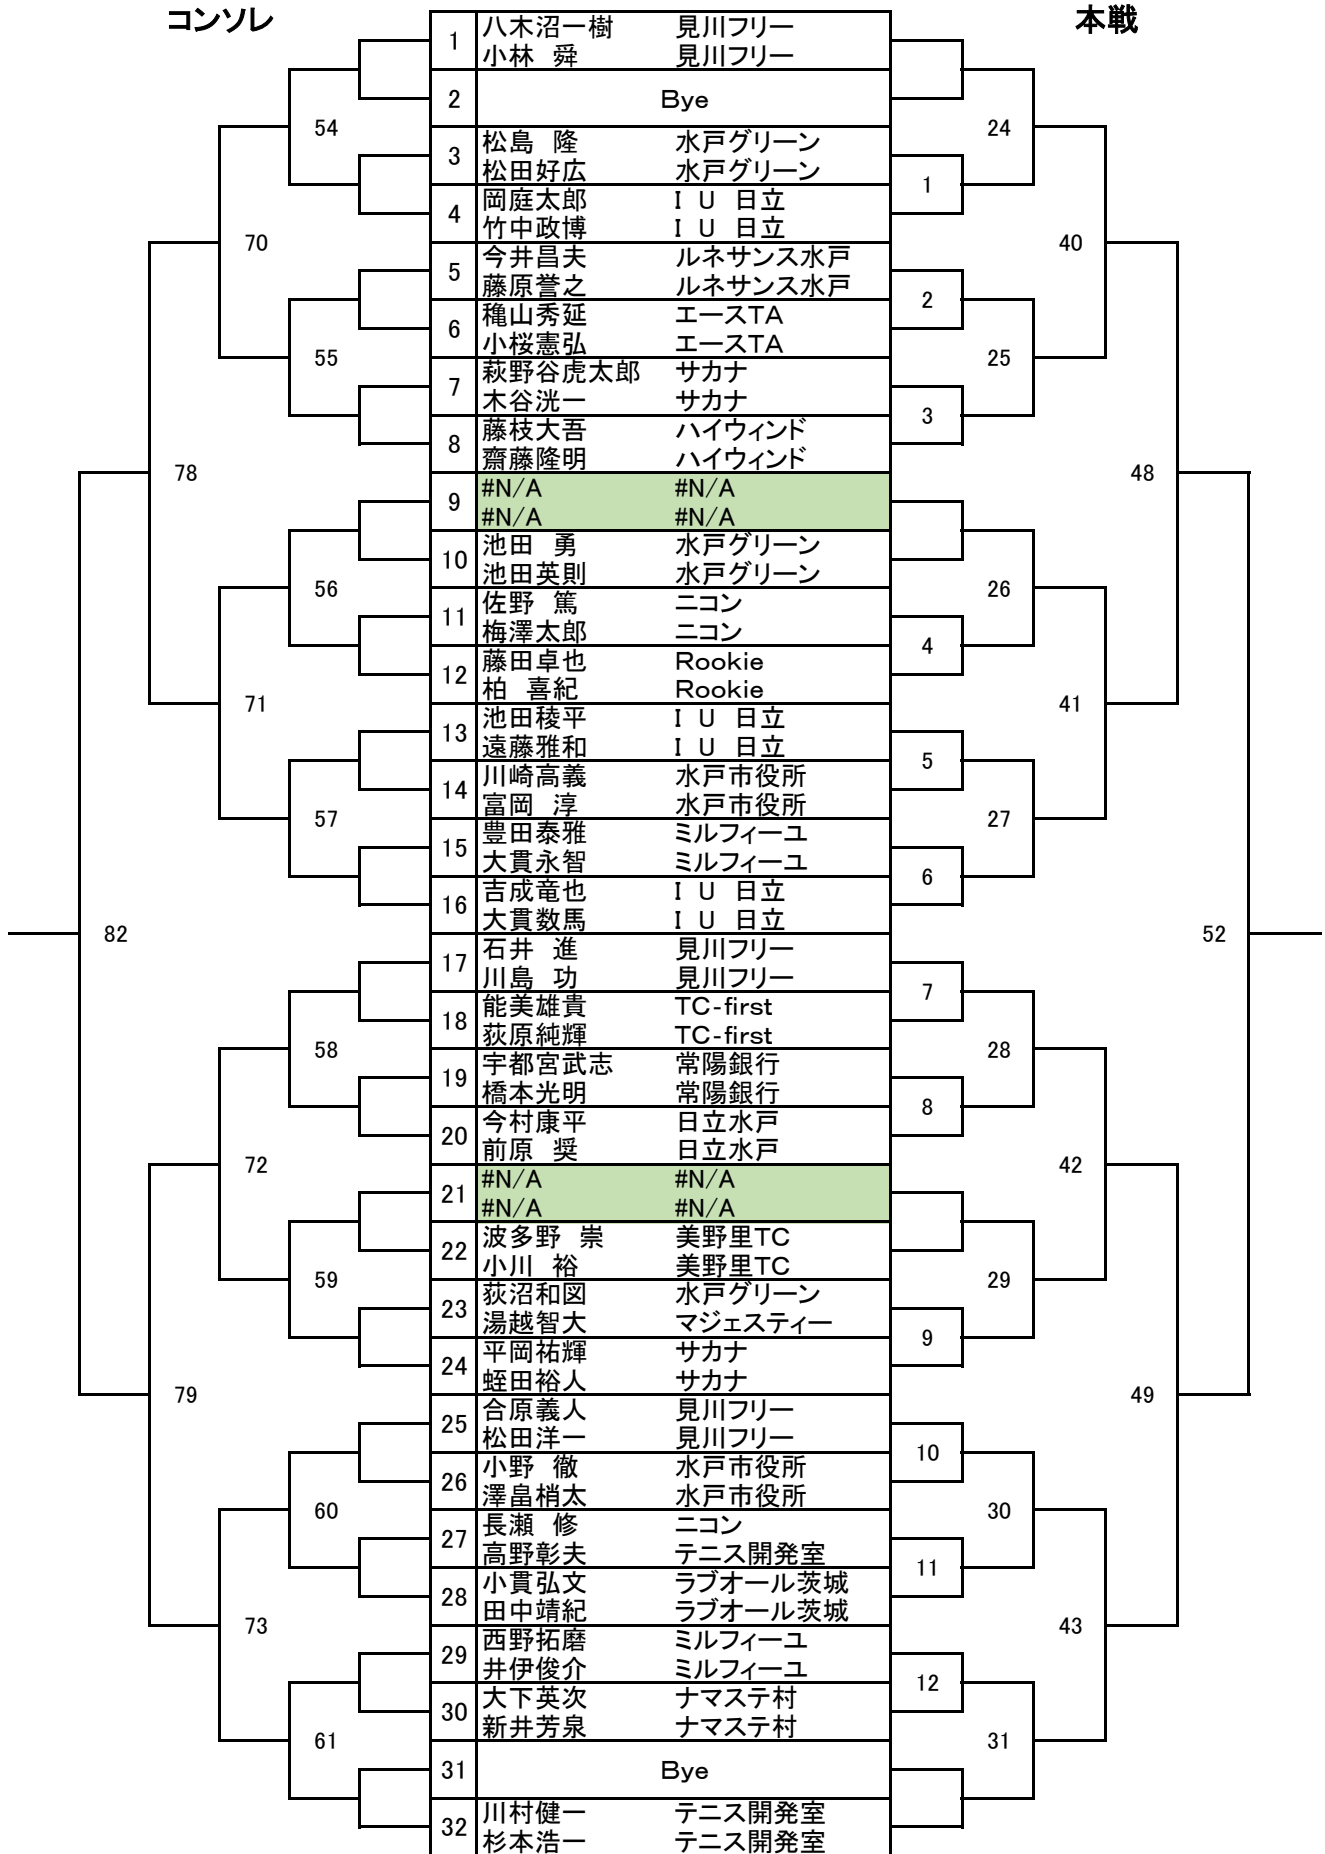 コンソレ 本戦
1 八木沼一樹 見川フリー
小林 舜 見川フリー
2 Bye
54 24
3 松島 隆 水戸グリーン
松田好広 水戸グリーン
1
4 岡庭太郎 I U 日立
竹中政博 I U 日立
70 40
5 今井昌夫 ルネサンス水戸
藤原誉之 ルネサンス水戸
2
6 穐山秀延 エースTA
小桜憲弘 エースTA
55 25
7 萩野谷虎太郎 サカナ
木谷洸一 サカナ
3
8 藤枝大吾 ハイウィンド
齋藤隆明 ハイウィンド
78 48
9 #N/A #N/A
#N/A #N/A
10 池田 勇 水戸グリーン
池田英則 水戸グリーン
56 26
11 佐野 篤 ニコン
梅澤太郎 ニコン
4
12 藤田卓也 Rookie
柏 喜紀 Rookie
71 41
13 池田稜平 I U 日立
遠藤雅和 I U 日立
5
14 川崎高義 水戸市役所
富岡 淳 水戸市役所
57 27
15 豊田泰雅 ミルフィーユ
大貫永智 ミルフィーユ
6
16 吉成竜也 I U 日立
大貫数馬 I U 日立
82 52
17 石井 進 見川フリー
川島 功 見川フリー
7
18 能美雄貴 TC-first
荻原純輝 TC-first
58 28
19 宇都宮武志 常陽銀行
橋本光明 常陽銀行
8
20 今村康平 日立水戸
前原 奨 日立水戸
72 42
21 #N/A #N/A
#N/A #N/A
22 波多野 崇 美野里TC
小川 裕 美野里TC
59 29
23 荻沼和図 水戸グリーン
湯越智大 マジェスティー
9
24 平岡祐輝 サカナ
蛭田裕人 サカナ
79 49
25 合原義人 見川フリー
松田洋一 見川フリー
10
26 小野 徹 水戸市役所
澤畠梢太 水戸市役所
60 30
27 長瀬 修 ニコン
高野彰夫 テニス開発室
11
28 小貫弘文 ラブオール茨城
田中靖紀 ラブオール茨城
73 43
29 西野拓磨 ミルフィーユ
井伊俊介 ミルフィーユ
12
30 大下英次 ナマステ村
新井芳泉 ナマステ村
61 31
31 Bye
32 川村健一 テニス開発室
杉本浩一 テニス開発室